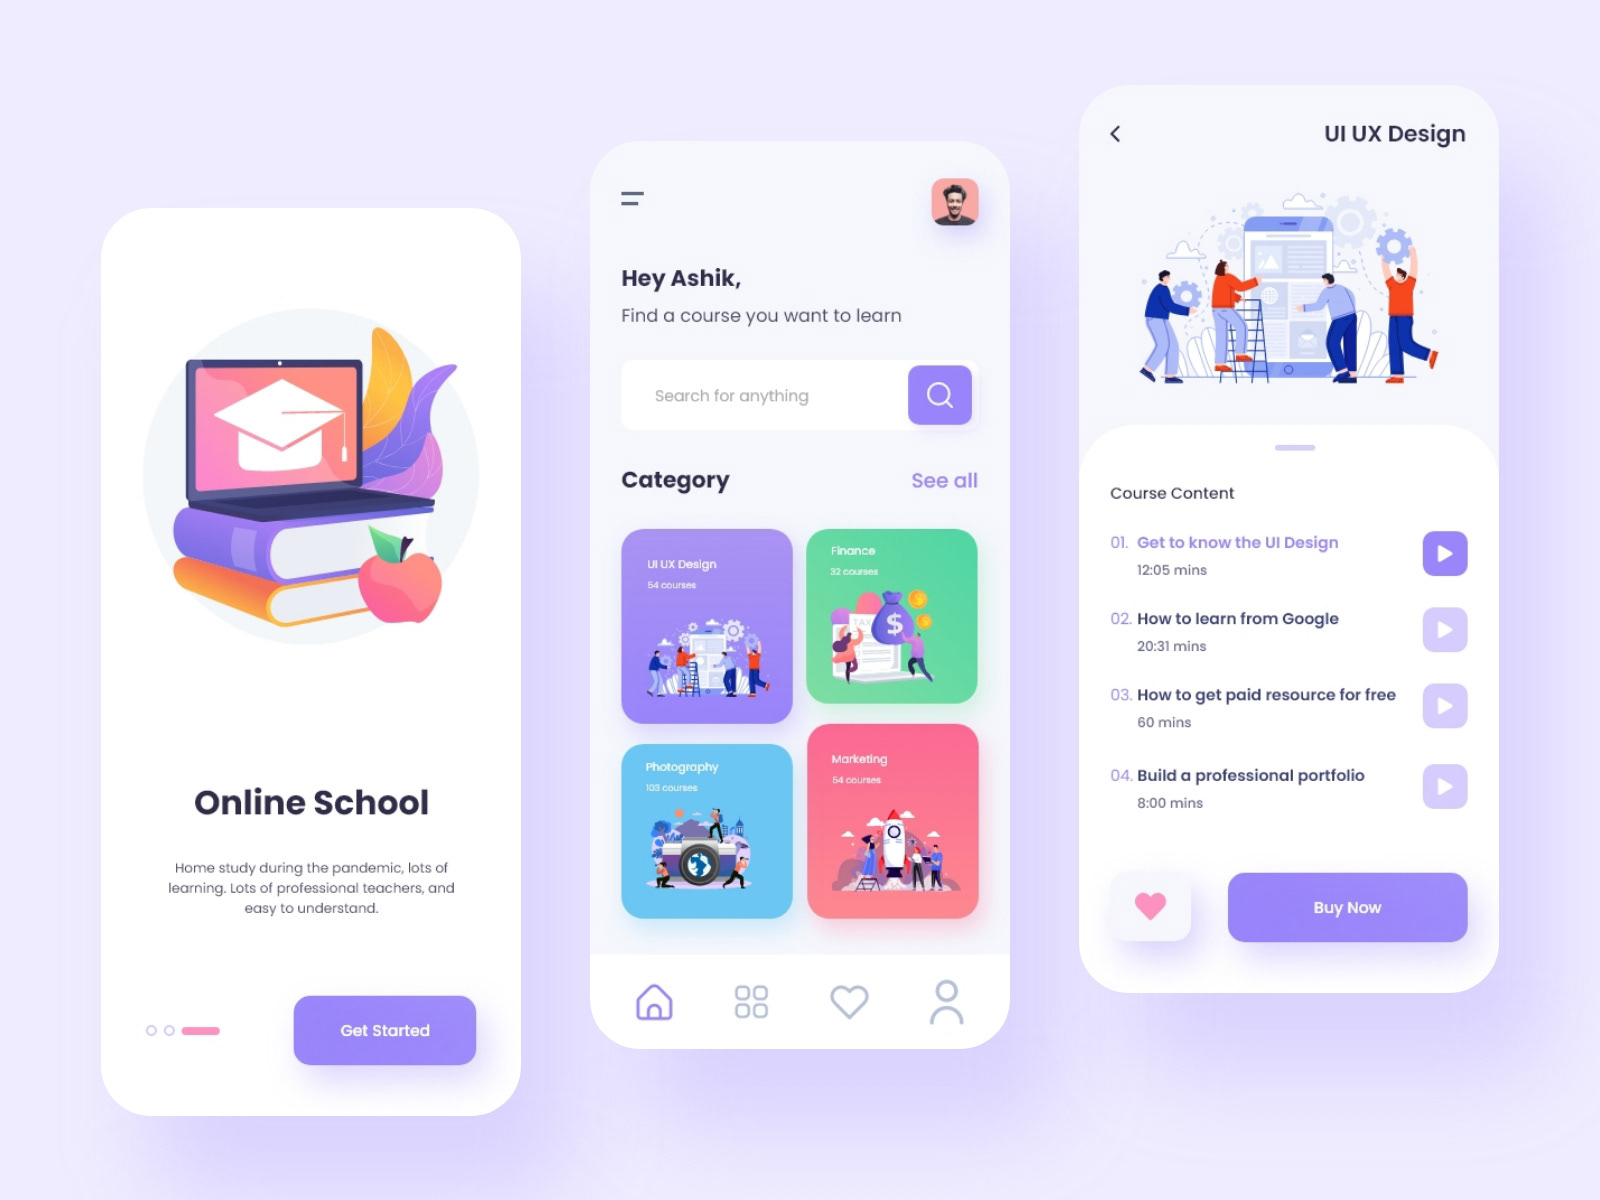 Online School
Home study during the pandemic, lots of
learning. Lots of professional teachers, and
easy to understand.
Get Started
Hey Ashik,
Find a course you want to learn
Search for anything
Category
See all
UI UX Design
54 courses
Finance
32 courses
TAX
$
Photography
103 courses
Marketing
54 courses
UI UX Design
Course Content
01. Get to know the UI Design
12:05 mins
02. How to learn from Google
20:31 mins
03. How to get paid resource for free
60 mins
04. Build a professional portfolio
8:00 mins
Buy Now